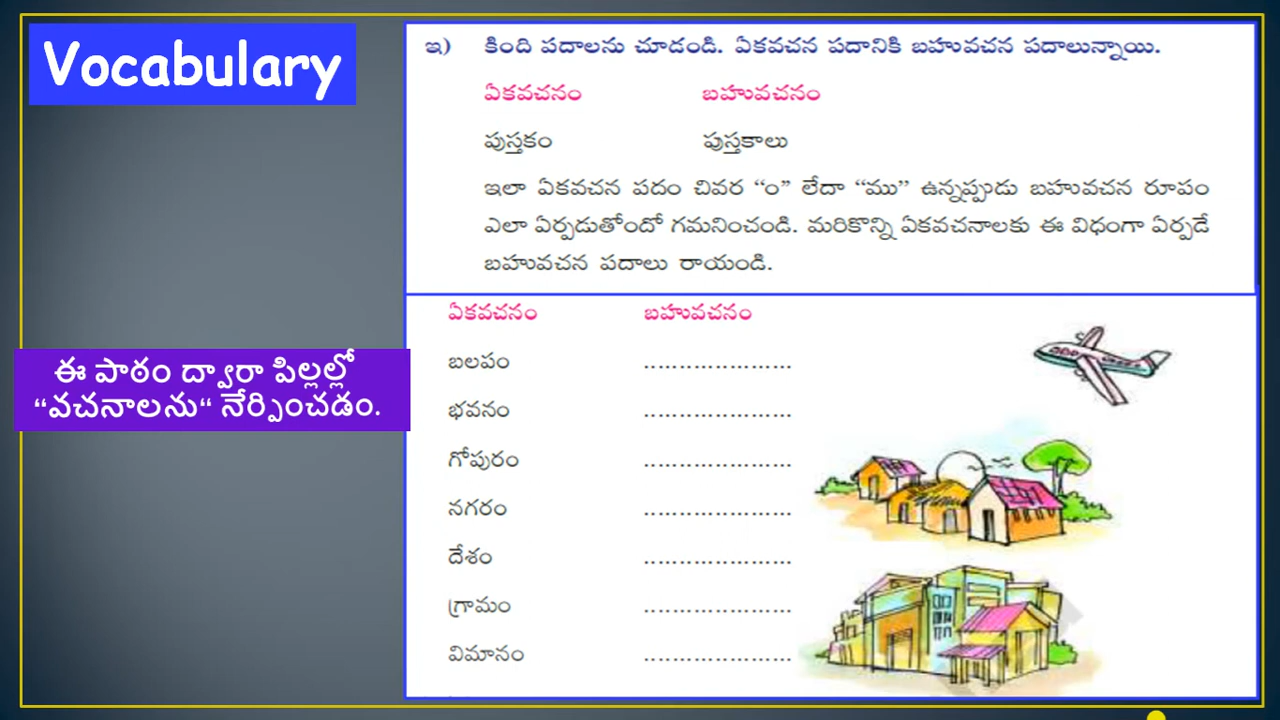 Vocabulary
ఇ) కింది పదాలను చూడండి. ఏకవచన పదానికి బహువచన పదాలున్నాయి.
ఏకవచనం బహువచనం
పుస్తకం పుస్తకాలు
ఇలా ఏకవచన పదం చివర “ం” లేదా “ము” ఉన్నప్పుడు బహువచన రూపం
ఎలా ఏర్పడుతోందో గమనించండి. మరికొన్ని ఏకవచనాలకు ఈ విధంగా ఏర్పడే
బహువచన పదాలు రాయండి.
ఈ పాఠం ద్వారా పిల్లల్లో
“వచనాలను“ నేర్పించడం.
ఏకవచనం బహువచనం
బలపం .....................
భవనం .....................
గోపురం .....................
నగరం .....................
దేశం .....................
గ్రామం .....................
విమానం .....................